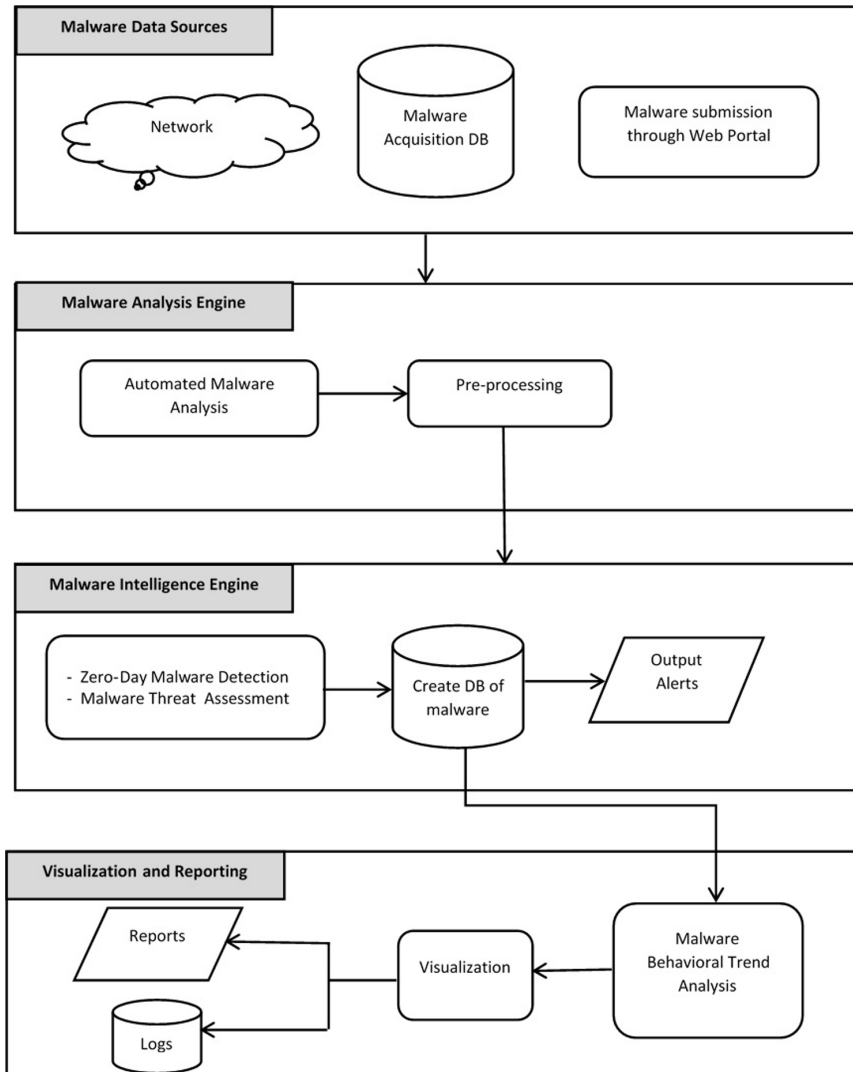 Malware Data Sources
Network
Malware
Acquisition DB
Malware submission
through Web Portal
Malware Analysis Engine
Automated Malware
Analysis
Pre-processing
Malware Intelligence Engine
- Zero-Day Malware Detection
- Malware Threat Assessment
Create DB of
malware
Output
Alerts
Visualization and Reporting
Reports
Logs
Visualization
Malware
Behavioral Trend
Analysis